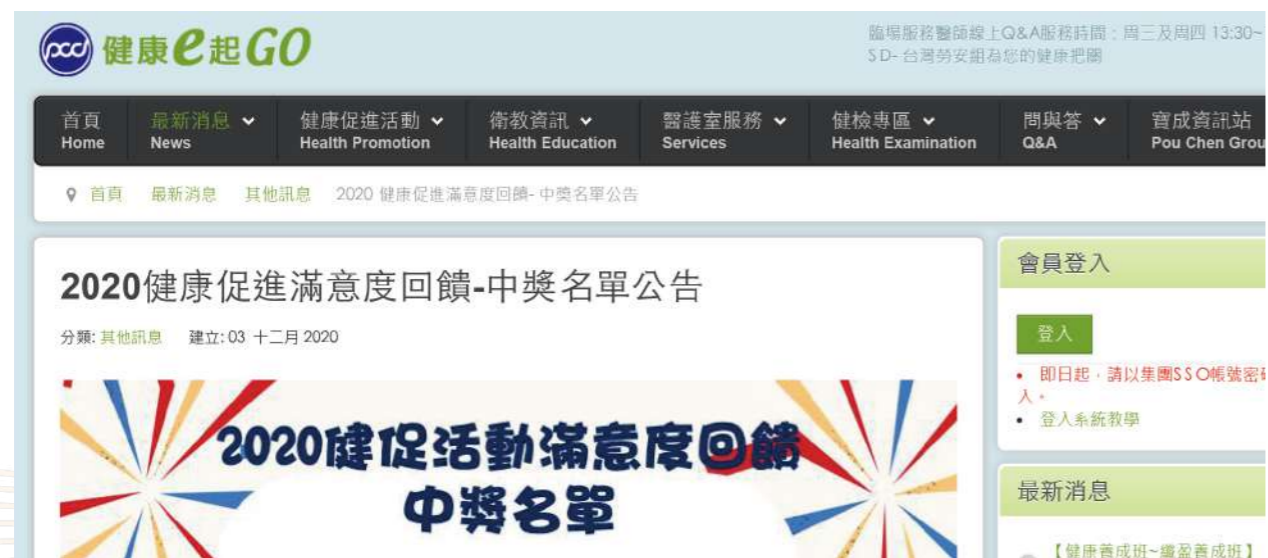 pcc 健康e起GO
臨場服務醫師線上Q&A服務時間：周三及周四 13:30~
SD-台灣勞安組為您的健康把關
首頁 最新消息 健康促進活動 衛教資訊 醫護室服務 健檢專區 問與答 寶成資訊站
Home News Health Promotion Health Education Services Health Examination Q&A Pou Chen Grou
首頁 最新消息 其他訊息 2020 健康促進滿意度回饋-中獎名單公告
2020健康促進滿意度回饋-中獎名單公告
分類: 其他訊息 建立: 03 十二月 2020
2020健促活動滿意度回饋
中獎名單
會員登入
登入
即日起，請以集團SSO帳號密碼
入。
登入系統教學
最新消息
【健康養成班~纖盈養成班】